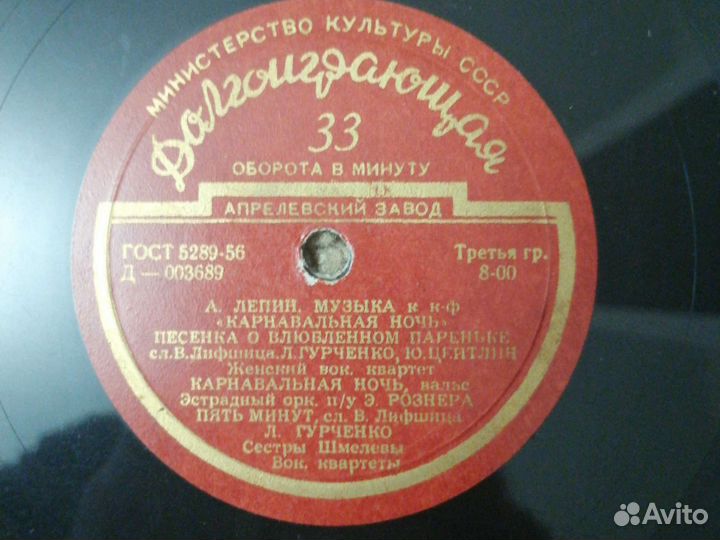 МИНИСТЕРСТВО КУЛЬТУРЫ СССР
Долгоиграющая
33
ОБОРОТА В МИНУТУ
АПРЕЛЕВСКИЙ ЗАВОД
ГОСТ 5289-56
Третья гр.
Д — 003689
8-00
А. ЛЕПИН. МУЗЫКА к к-ф
«КАРНАВАЛЬНАЯ НОЧЬ»
ПЕСЕНКА О ВЛЮБЛЕННОМ ПАРЕНЬКЕ
сл. В. Лифшица. Л. ГУРЧЕНКО, Ю. ЦЕЙТЛИН
Женский вок. квартет
КАРНАВАЛЬНАЯ НОЧЬ, вальс
Эстрадный орк. п/у Э. РОЗНЕРА
ПЯТЬ МИНУТ, сл. В. Лифшица
Л. ГУРЧЕНКО
Сестры Шмелевы
Вок. квартеты
Avito